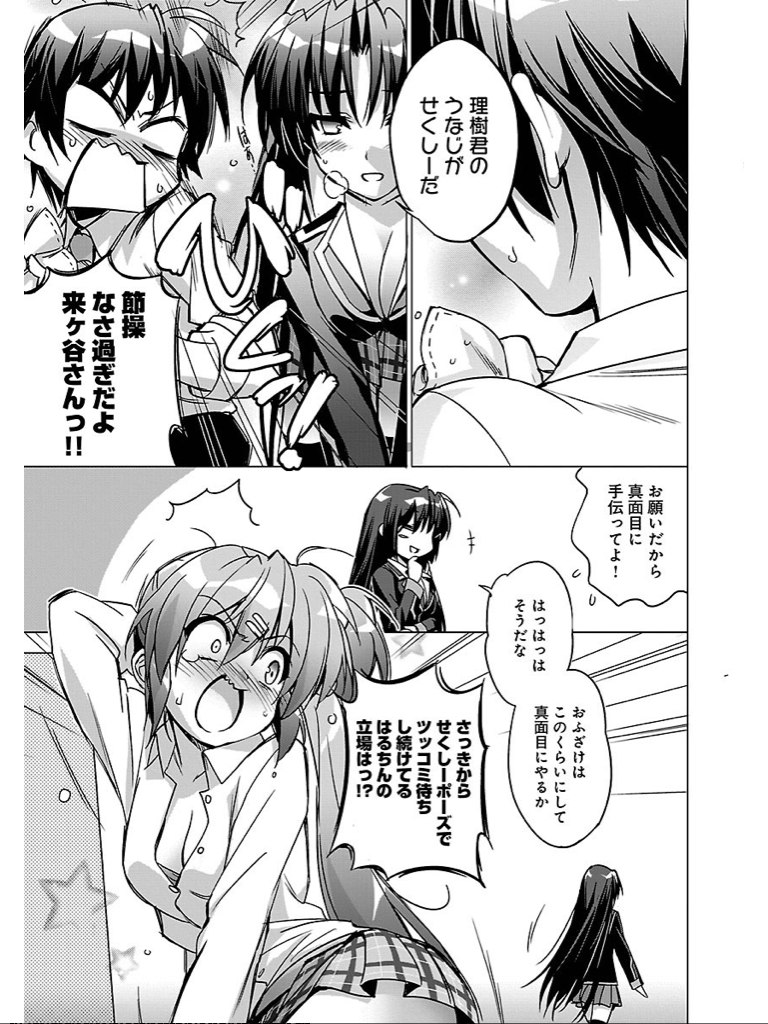 理樹君の
うなじが
せくしーだ
節操
なさ過ぎだよ
来ヶ谷さんっ!!
お願いだから
真面目に
手伝ってよ!
はっはっは
そうだな
おふざけは
このくらいにして
真面目にやるか
さっきから
せくしーポーズで
ツッコミ待ち
し続けてる
はるちんの
立場はっ!?